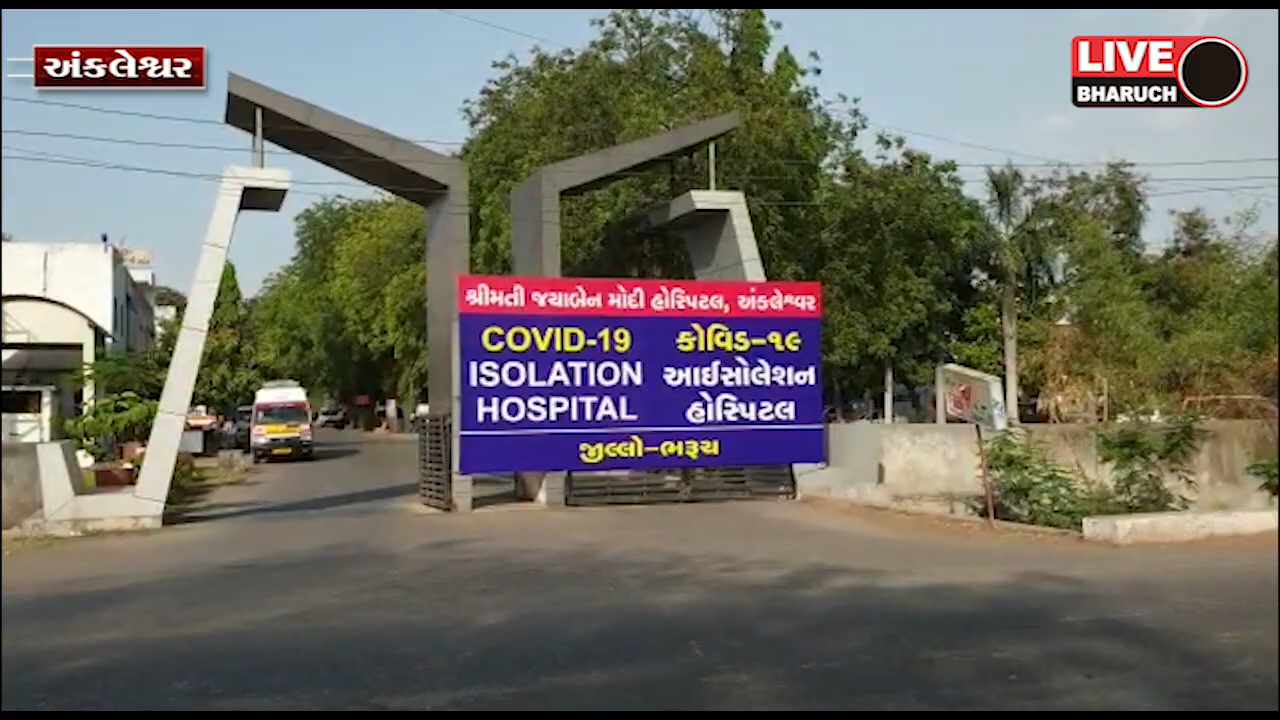 અંકલેશ્વર
LIVE
BHARUCH
શ્રીમતી જયાબેન મોદી હોસ્પિટલ, અંકલેશ્વર
COVID-19 કોવિડ-૧૯
ISOLATION આઈસોલેશન
HOSPITAL હોસ્પિટલ
જીલ્લો-ભરૂચ